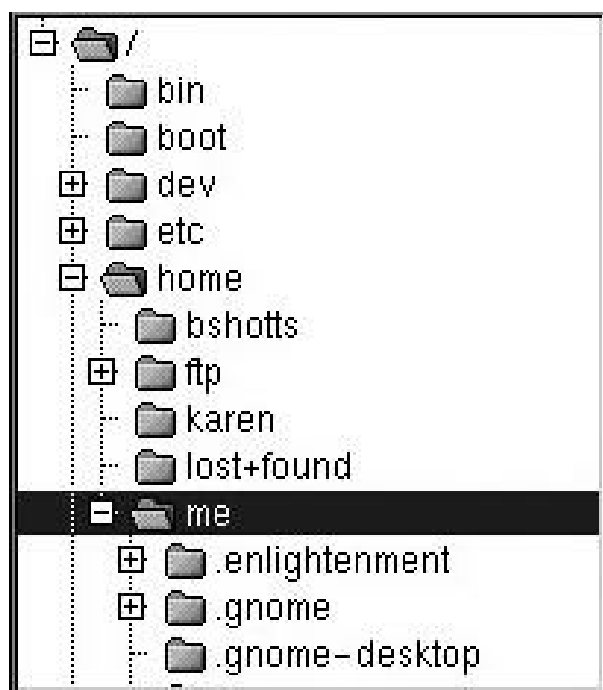 /
bin
boot
dev
etc
home
bshotts
ftp
karen
lost+found
me
.enlightenment
.gnome
.gnome-desktop